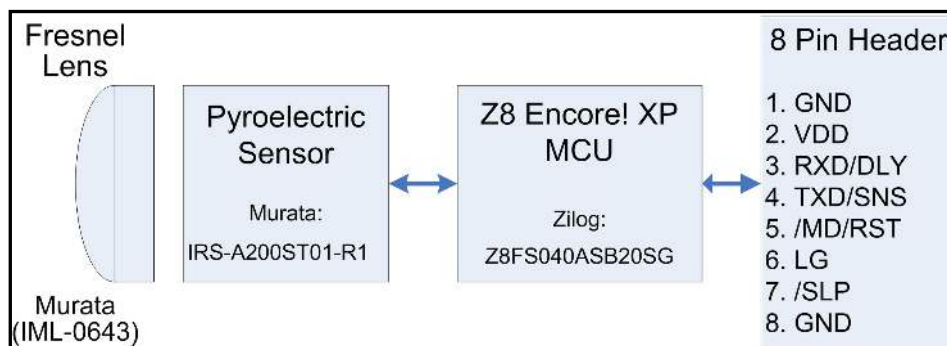 Fresnel
Lens
Murata
(IML-0643)
Pyroelectric
Sensor
Murata:
IRS-A200ST01-R1
Z8 Encore! XP
MCU
Zilog:
Z8FS040ASB20SG
8 Pin Header
1. GND
2. VDD
3. RXD/DLY
4. TXD/SNS
5. /MD/RST
6. LG
7. /SLP
8. GND